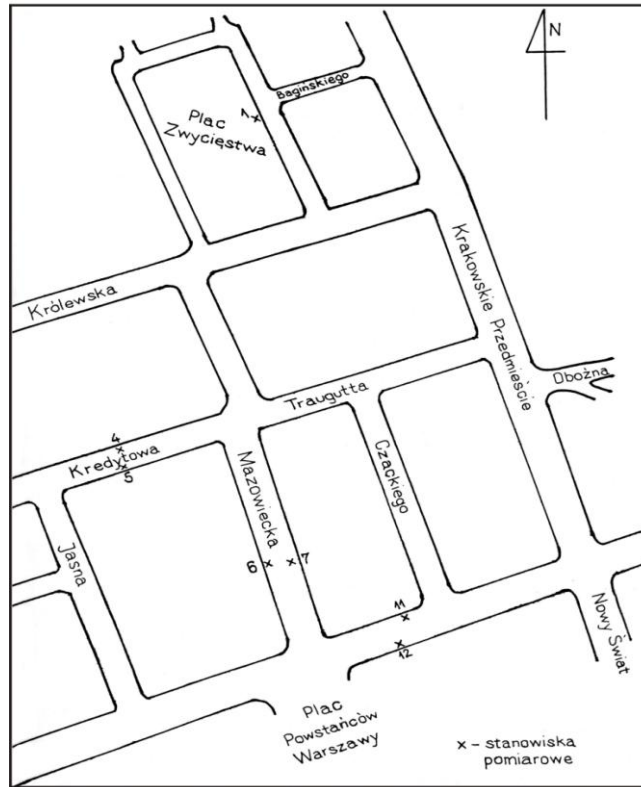 N
Bagińskiego
1
Plac
Zwycięstwa
Królewska
Krakowskie Przedmieście
Obożna
Traugutta
4
Kredytowa
5
Mazowiecka
Czackiego
Jasna
6
7
11
12
Nowy Świat
Plac
Powstańców
Warszawy
x – stanowiska
pomiarowe